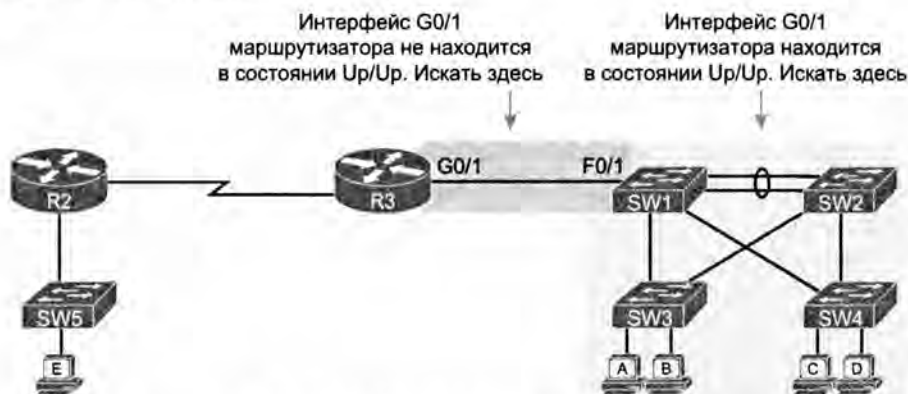 Интерфейс G0/1
маршрутизатора не находится
в состоянии Up/Up. Искать здесь
Интерфейс G0/1
маршрутизатора находится
в состоянии Up/Up. Искать здесь
G0/1
F0/1
R2
R3
SW1
SW2
SW5
SW3
SW4
E
A
B
C
D